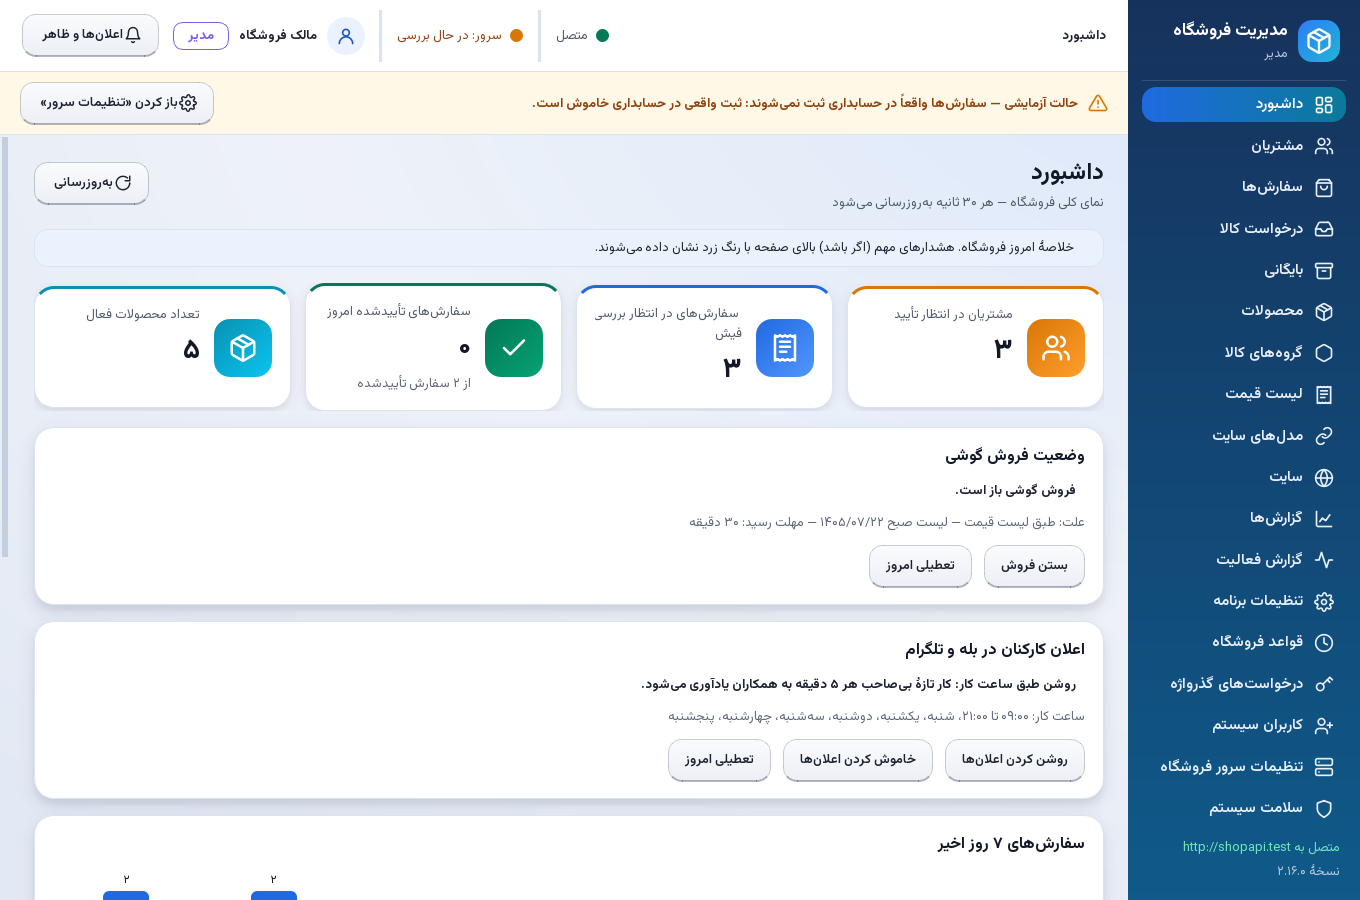 مدیریت فروشگاه
مدیر
داشبورد
مشتریان
سفارش‌ها
درخواست کالا
بایگانی
محصولات
گروه‌های کالا
لیست قیمت
مدل‌های سایت
سایت
گزارش‌ها
گزارش فعالیت
تنظیمات برنامه
قواعد فروشگاه
درخواست‌های گذرواژه
کاربران سیستم
تنظیمات سرور فروشگاه
سلامت سیستم
متصل به http://shopapi.test
نسخهٔ ۲.۱۶.۰
داشبورد
متصل
سرور: در حال بررسی
مالک فروشگاه
مدیر
اعلان‌ها و ظاهر
حالت آزمایشی — سفارش‌ها واقعاً در حسابداری ثبت نمی‌شوند: ثبت واقعی در حسابداری خاموش است.
باز کردن «تنظیمات سرور»
داشبورد
نمای کلی فروشگاه — هر ۳۰ ثانیه به‌روزرسانی می‌شود
به‌روزرسانی
خلاصهٔ امروز فروشگاه. هشدارهای مهم (اگر باشد) بالای صفحه با رنگ زرد نشان داده می‌شوند.
مشتریان در انتظار تأیید
۳
سفارش‌های در انتظار بررسی
فیش
۳
سفارش‌های تأییدشده امروز
۰
از ۲ سفارش تأییدشده
تعداد محصولات فعال
۵
وضعیت فروش گوشی
فروش گوشی باز است.
علت: طبق لیست قیمت — لیست صبح ۱۴۰۵/۰۷/۲۲ — مهلت رسید: ۳۰ دقیقه
بستن فروش
تعطیلی امروز
اعلان کارکنان در بله و تلگرام
روشن طبق ساعت کار: کار تازهٔ بی‌صاحب هر ۵ دقیقه به همکاران یادآوری می‌شود.
ساعت کار: ۰۹:۰۰ تا ۲۱:۰۰، شنبه، یکشنبه، دوشنبه، سه‌شنبه، چهارشنبه، پنجشنبه
روشن کردن اعلان‌ها
خاموش کردن اعلان‌ها
تعطیلی امروز
سفارش‌های ۷ روز اخیر
۲
۲